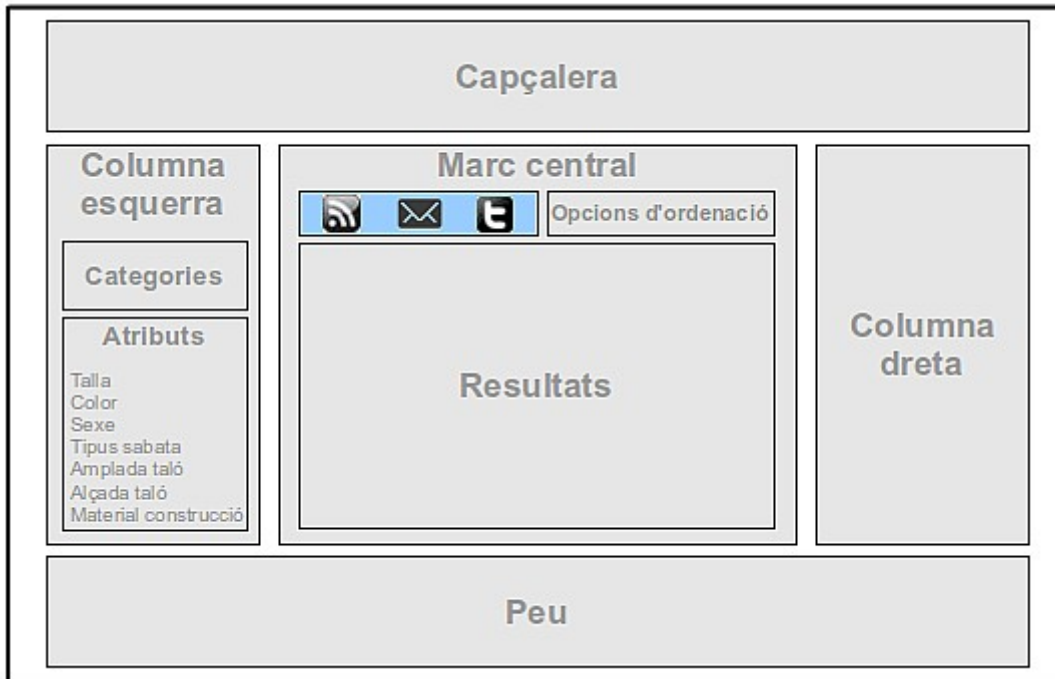 Capçalera
Columna
esquerra
Categories
Atributs
Talla
Color
Sexe
Tipus sabata
Amplada taló
Alçada taló
Material construcció
Marc central
Opcions d'ordenació
Resultats
Columna
dreta
Peu